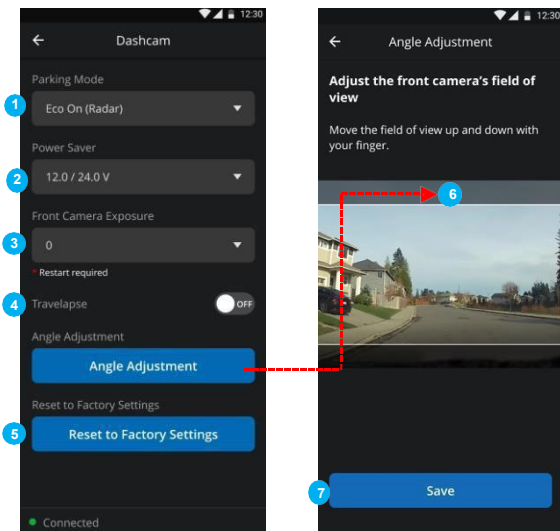 12:30
Dashcam
Parking Mode
1
Eco On (Radar)
Power Saver
2
12.0 / 24.0 V
Front Camera Exposure
3
0
* Restart required
4
Travelapse
OFF
Angle Adjustment
Angle Adjustment
Reset to Factory Settings
5
Reset to Factory Settings
Connected
12:30
Angle Adjustment
Adjust the front camera's field of
view
Move the field of view up and down with
your finger.
6
7
Save